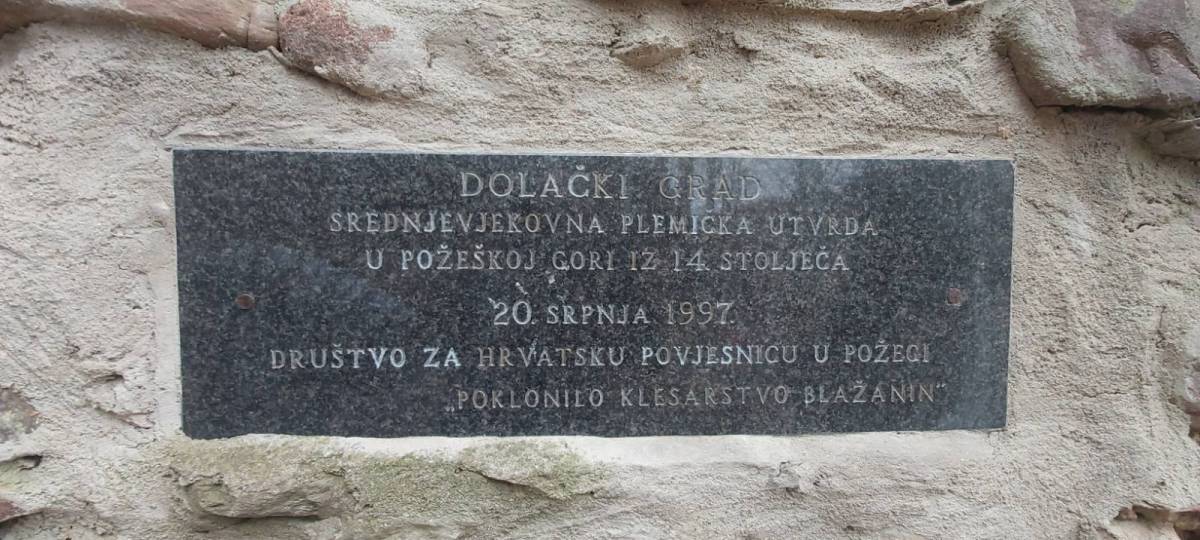 DOLAČKI GRAD
SREDNJEVJEKOVNA PLEMIĆKA UTVRDA
U POŽEŠKOJ GORI IZ 14. STOLJEĆA
20. SRPNJA 1997.
DRUŠTVO ZA HRVATSKU POVJESNICU U POŽEGI
„POKLONILO KLESARSTVO BLAŽANIN“